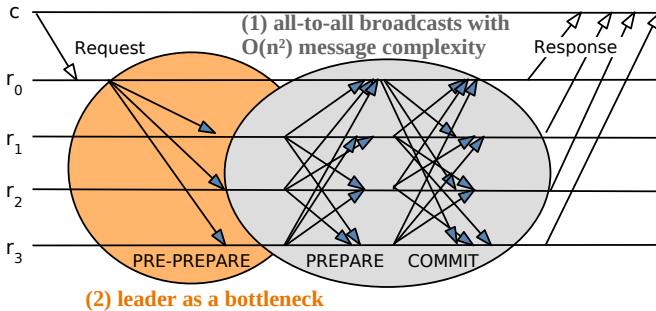 c
(1) all-to-all broadcasts with
O(n²) message complexity
Request
Response
r₀
r₁
r₂
r₃
PRE-PREPARE
PREPARE
COMMIT
(2) leader as a bottleneck